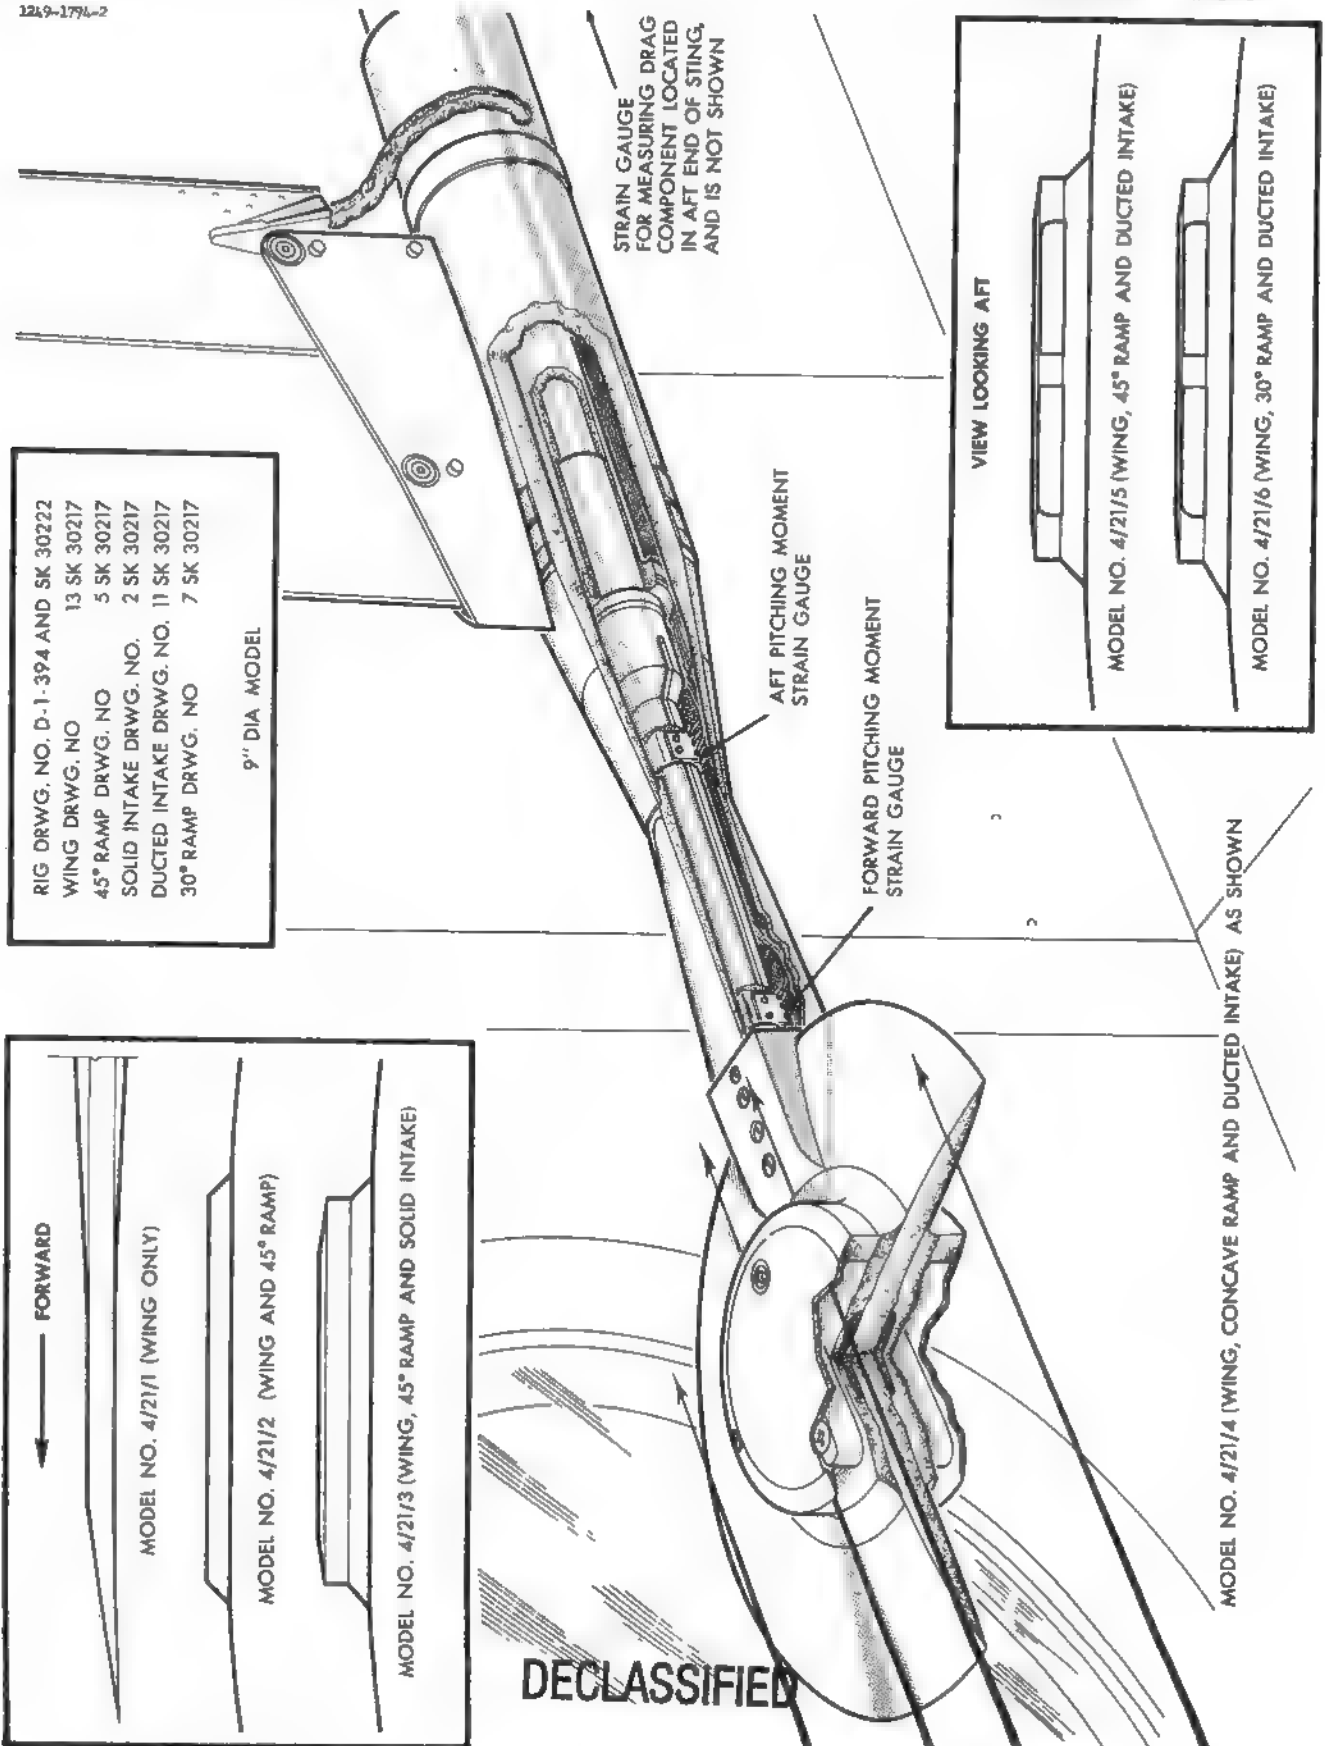 1249-1794-2
FORWARD
MODEL NO. 4/21/1 (WING ONLY)
MODEL NO. 4/21/2 (WING AND 45° RAMP)
MODEL NO. 4/21/3 (WING, 45° RAMP AND SOLID INTAKE)
RIG DRWG. NO. D-1-394 AND SK 30222
WING DRWG. NO 13 SK 30217
45° RAMP DRWG. NO 5 SK 30217
SOLID INTAKE DRWG. NO. 2 SK 30217
DUCTED INTAKE DRWG. NO. 11 SK 30217
30° RAMP DRWG. NO 7 SK 30217
9" DIA MODEL
STRAIN GAUGE
FOR MEASURING DRAG
COMPONENT LOCATED
IN AFT END OF STING,
AND IS NOT SHOWN
AFT PITCHING MOMENT
STRAIN GAUGE
FORWARD PITCHING MOMENT
STRAIN GAUGE
VIEW LOOKING AFT
MODEL NO. 4/21/5 (WING, 45° RAMP AND DUCTED INTAKE)
MODEL NO. 4/21/6 (WING, 30° RAMP AND DUCTED INTAKE)
MODEL NO. 4/21/4 (WING, CONCAVE RAMP AND DUCTED INTAKE) AS SHOWN
DECLASSIFIED